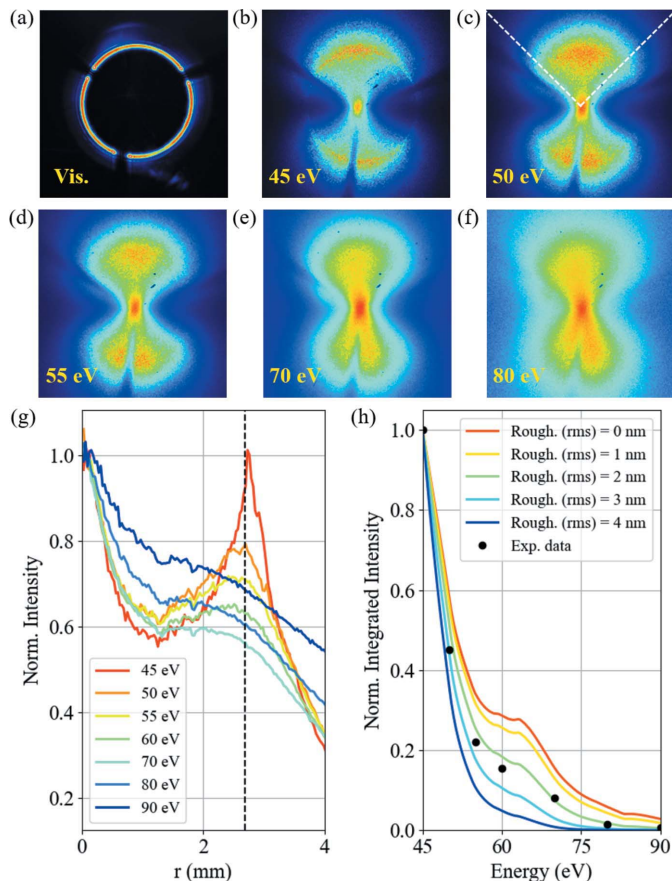 (a)
(b)
(c)
Vis.
45 eV
50 eV
(d)
(e)
(f)
55 eV
70 eV
80 eV
(g)
(h)
Norm. Intensity
1.0
0.8
0.6
0.4
0.2
45 eV
50 eV
55 eV
60 eV
70 eV
80 eV
90 eV
0
2
4
r (mm)
Norm. Integrated Intensity
1.0
0.8
0.6
0.4
0.2
0.0
Rough. (rms) = 0 nm
Rough. (rms) = 1 nm
Rough. (rms) = 2 nm
Rough. (rms) = 3 nm
Rough. (rms) = 4 nm
Exp. data
45
60
75
90
Energy (eV)